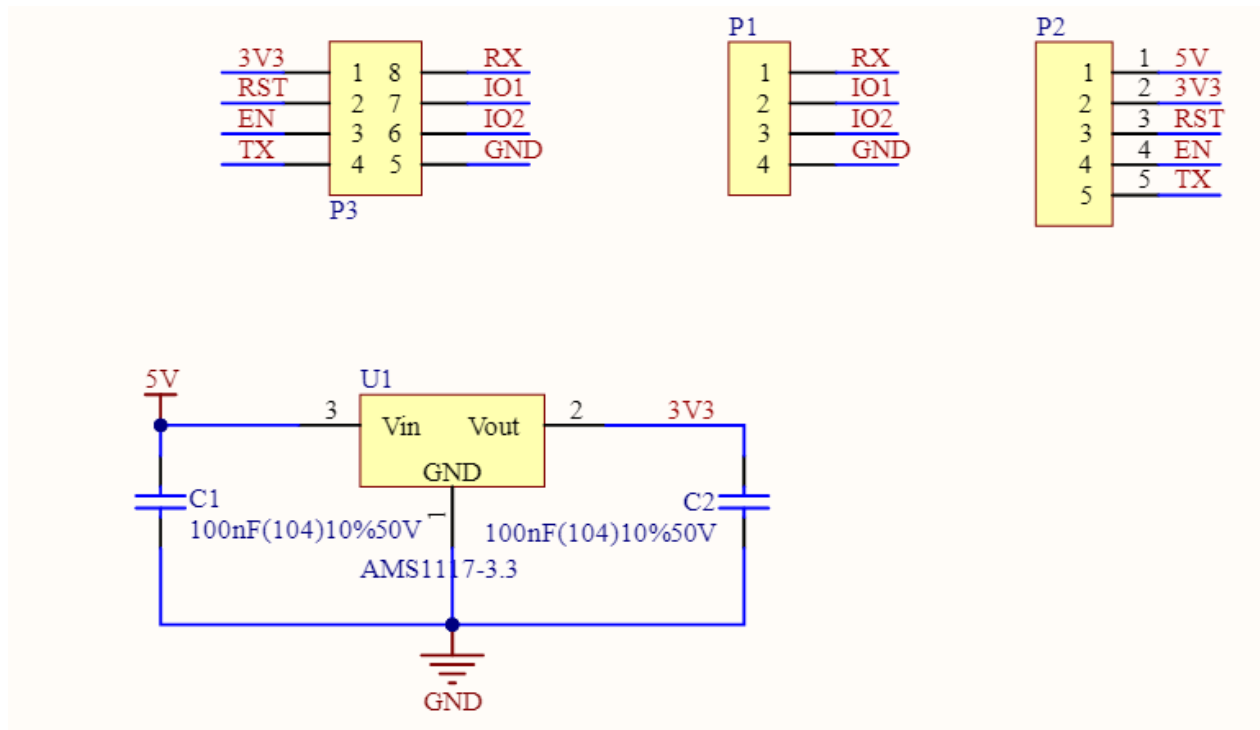 P1
P2
3V3 1 8 RX
RST 2 7 IO1
EN 3 6 IO2
TX 4 5 GND
P3
1 RX
2 IO1
3 IO2
4 GND
1 1 5V
2 2 3V3
3 3 RST
4 4 EN
5 5 TX
5V
U1
3 Vin Vout 2 3V3
GND
1
C1
100nF(104)10%50V
C2
100nF(104)10%50V
AMS1117-3.3
GND